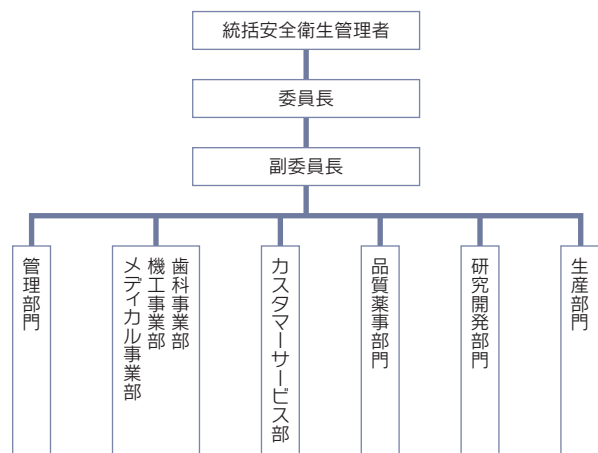 統括安全衛生管理者
委員長
副委員長
管理部門
歯科事業部
機工事業部
メディカル事業部
カスタマーサービス部
品質薬事部門
研究開発部門
生産部門